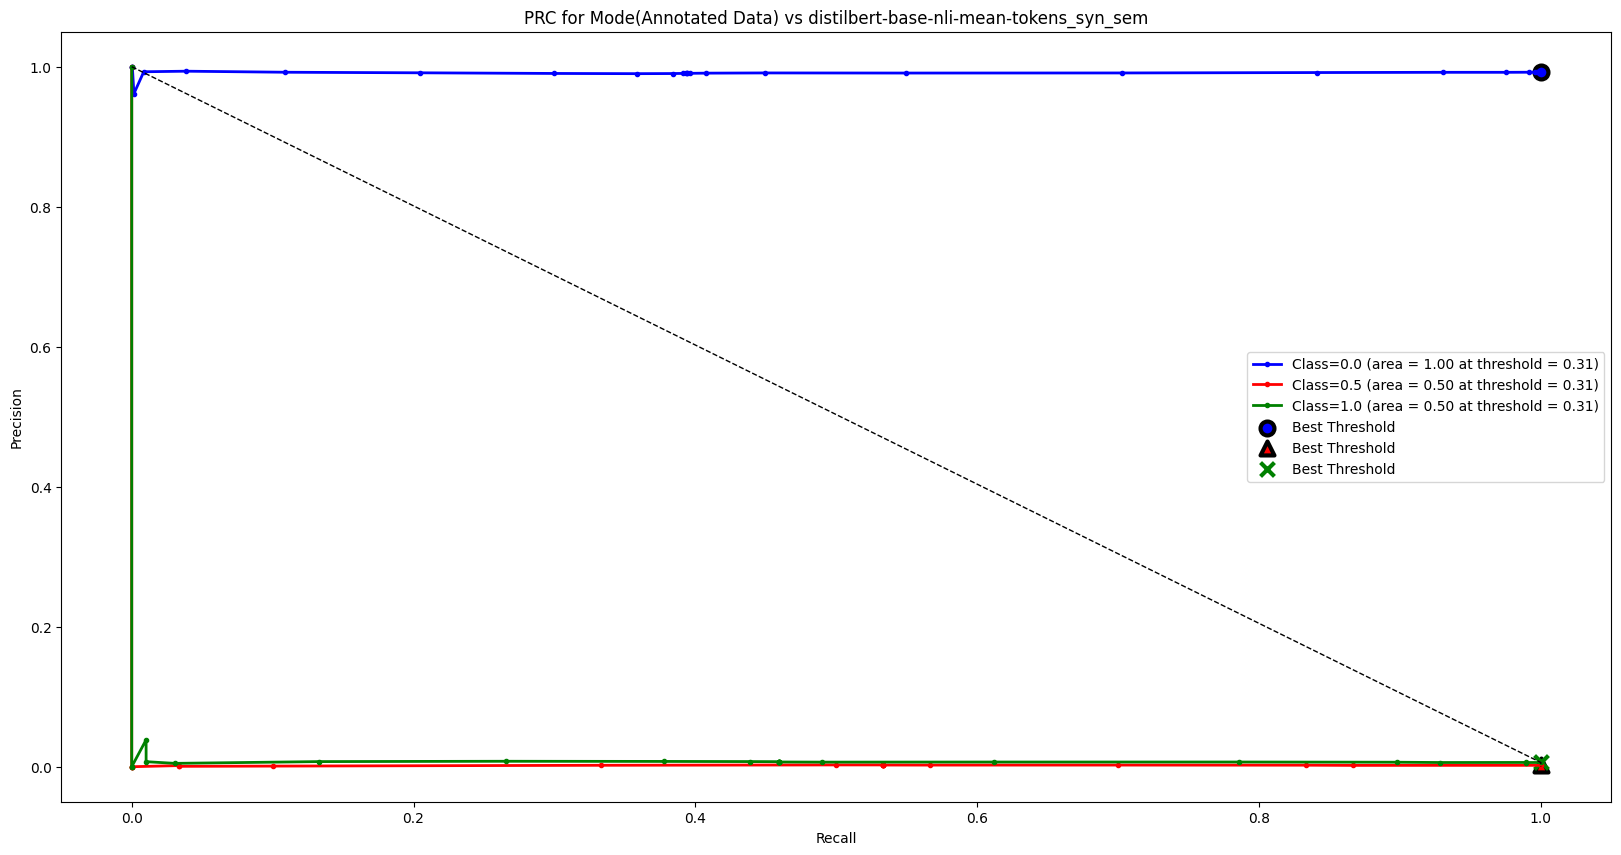 PRC for Mode(Annotated Data) vs distilbert-base-nli-mean-tokens_syn_sem
1.0
0.8
0.6
0.4
0.2
0.0
Precision
Class=0.0 (area = 1.00 at threshold = 0.31)
Class=0.5 (area = 0.50 at threshold = 0.31)
Class=1.0 (area = 0.50 at threshold = 0.31)
Best Threshold
Best Threshold
Best Threshold
0.0 0.2 0.4 0.6 0.8 1.0
Recall